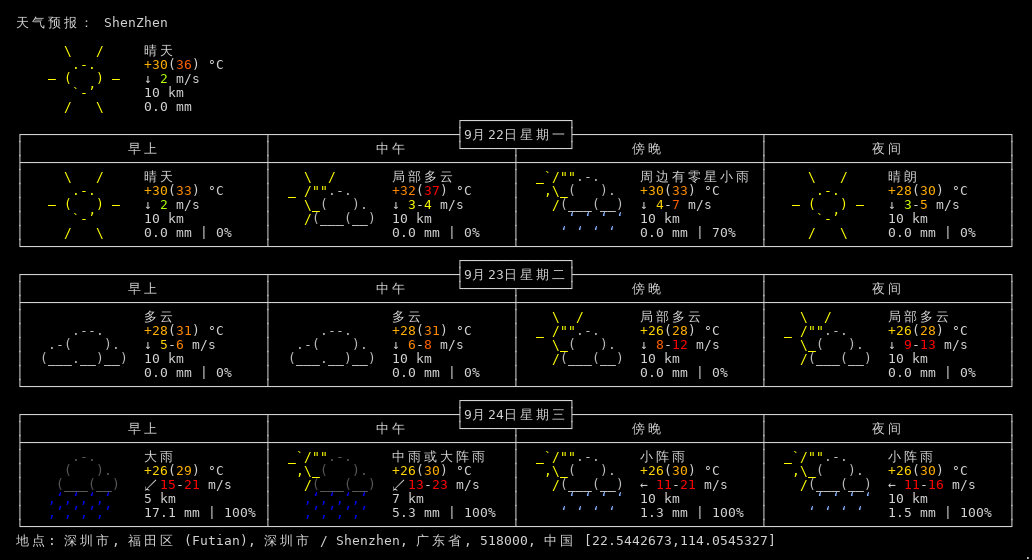 天气预报: ShenZhen
晴天
+30(36) °C
↓ 2 m/s
10 km
0.0 mm
9月22日星期一
早上 中午 傍晚 夜间
晴天 局部多云 周边有零星小雨 晴朗
+30(33) °C +32(37) °C +30(33) °C +28(30) °C
↓ 2 m/s ↓ 3-4 m/s ↓ 4-7 m/s ↓ 3-5 m/s
10 km 10 km 10 km 10 km
0.0 mm | 0% 0.0 mm | 0% 0.0 mm | 70% 0.0 mm | 0%
9月23日星期二
早上 中午 傍晚 夜间
多云 多云 局部多云 局部多云
+28(31) °C +28(31) °C +26(28) °C +26(28) °C
↓ 5-6 m/s ↓ 6-8 m/s ↓ 8-12 m/s ↓ 9-13 m/s
10 km 10 km 10 km 10 km
0.0 mm | 0% 0.0 mm | 0% 0.0 mm | 0% 0.0 mm | 0%
9月24日星期三
早上 中午 傍晚 夜间
大雨 中雨或大阵雨 小阵雨 小阵雨
+26(29) °C +26(30) °C +26(30) °C +26(30) °C
↙ 15-21 m/s ↙ 13-23 m/s ← 11-21 m/s ← 11-16 m/s
5 km 7 km 10 km 10 km
17.1 mm | 100% 5.3 mm | 100% 1.3 mm | 100% 1.5 mm | 100%
地点: 深圳市, 福田区 (Futian), 深圳市 / Shenzhen, 广东省, 518000, 中国 [22.5442673,114.0545327]